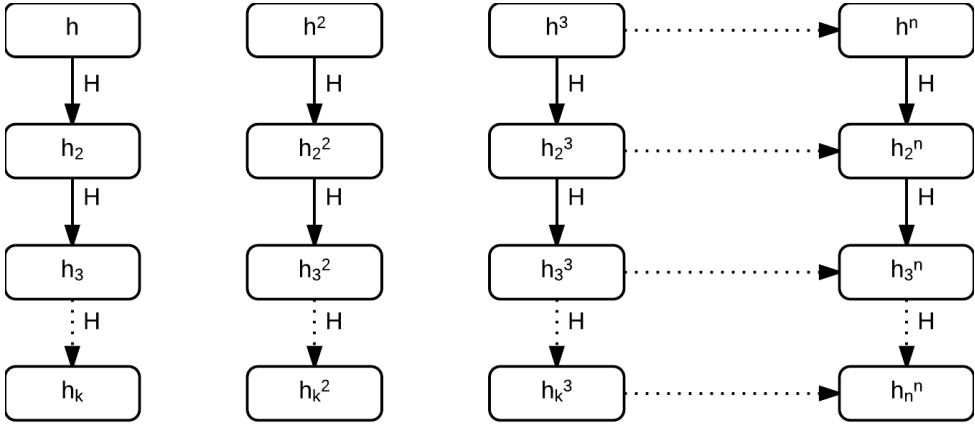 h h² h³ hⁿ
H H H H
h₂ h₂² h₂³ h₂ⁿ
H H H H
h₃ h₃² h₃³ h₃ⁿ
H H H H
hₖ hₖ² hₖ³ hₙⁿ